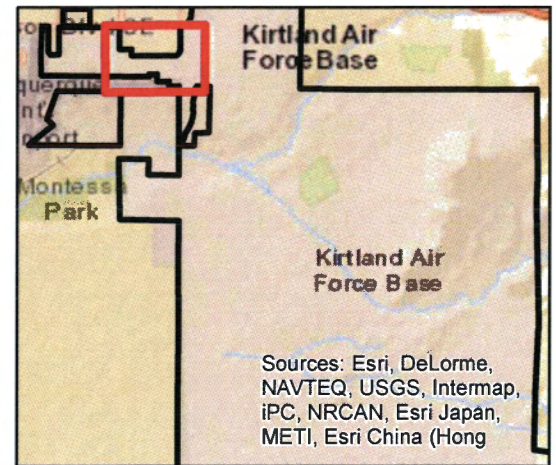 Kirtland Air
Force Base
Montessa
Park
Kirtland Air
Force Base
Sources: Esri, DeLorme,
NAVTEQ, USGS, Intermap,
iPC, NRCAN, Esri Japan,
METI, Esri China (Hong